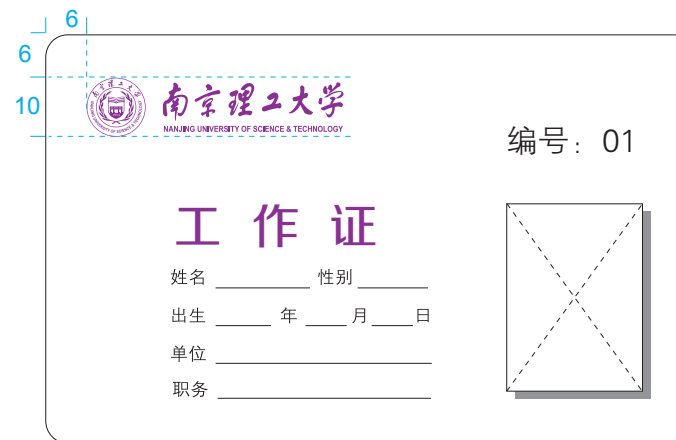 6
6
10
南京理工大学
NANJING UNIVERSITY OF SCIENCE & TECHNOLOGY
编号：01
工作证
姓名 性别
出生 年 月 日
单位
职务